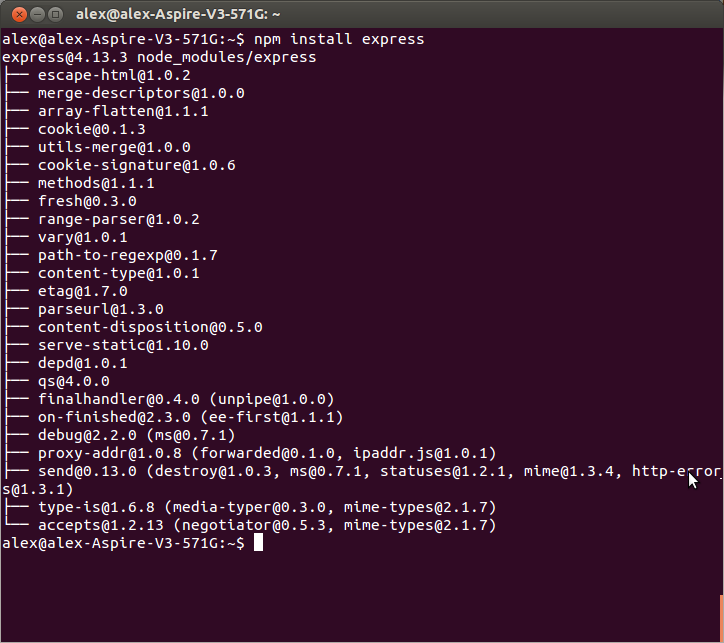 alex@alex-Aspire-V3-571G: ~
alex@alex-Aspire-V3-571G:~$ npm install express
express@4.13.3 node_modules/express
├── escape-html@1.0.2
├── merge-descriptors@1.0.0
├── array-flatten@1.1.1
├── cookie@0.1.3
├── utils-merge@1.0.0
├── cookie-signature@1.0.6
├── methods@1.1.1
├── fresh@0.3.0
├── range-parser@1.0.2
├── vary@1.0.1
├── path-to-regexp@0.1.7
├── content-type@1.0.1
├── etag@1.7.0
├── parseurl@1.3.0
├── content-disposition@0.5.0
├── serve-static@1.10.0
├── depd@1.0.1
├── qs@4.0.0
├── finalhandler@0.4.0 (unpipe@1.0.0)
├── on-finished@2.3.0 (ee-first@1.1.1)
├── debug@2.2.0 (ms@0.7.1)
├── proxy-addr@1.0.8 (forwarded@0.1.0, ipaddr.js@1.0.1)
├── send@0.13.0 (destroy@1.0.3, ms@0.7.1, statuses@1.2.1, mime@1.3.4, http-error
s@1.3.1)
├── type-is@1.6.8 (media-typer@0.3.0, mime-types@2.1.7)
└── accepts@1.2.13 (negotiator@0.5.3, mime-types@2.1.7)
alex@alex-Aspire-V3-571G:~$